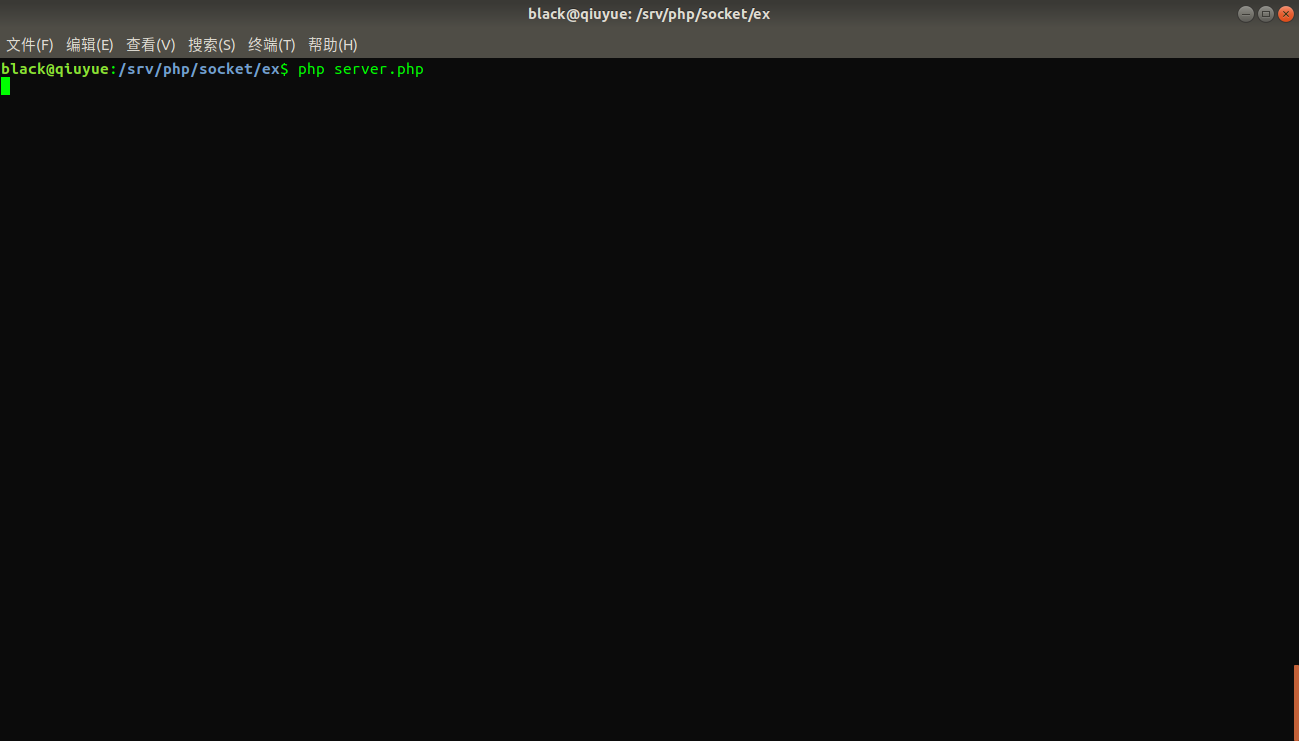 black@qiuyue: /srv/php/socket/ex
文件(F) 编辑(E) 查看(V) 搜索(S) 终端(T) 帮助(H)
black@qiuyue:/srv/php/socket/ex$ php server.php